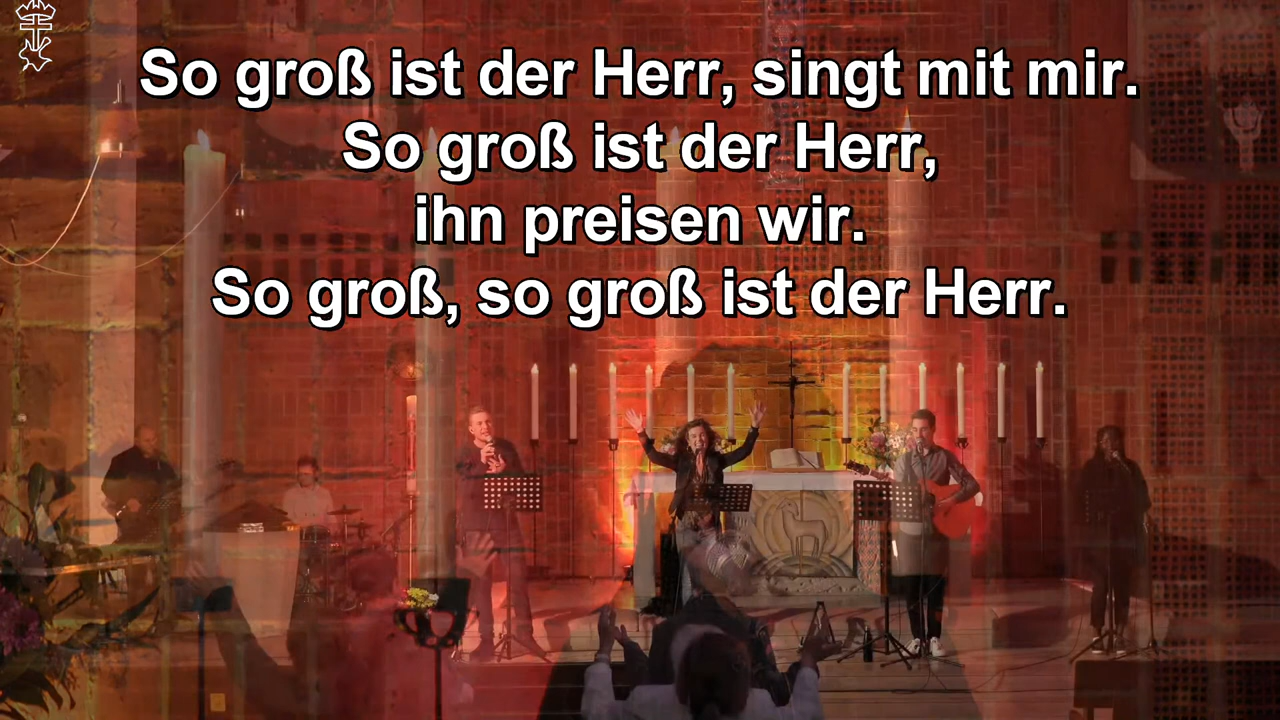 So groß ist der Herr, singt mit mir.
So groß ist der Herr,
ihn preisen wir.
So groß, so groß ist der Herr.